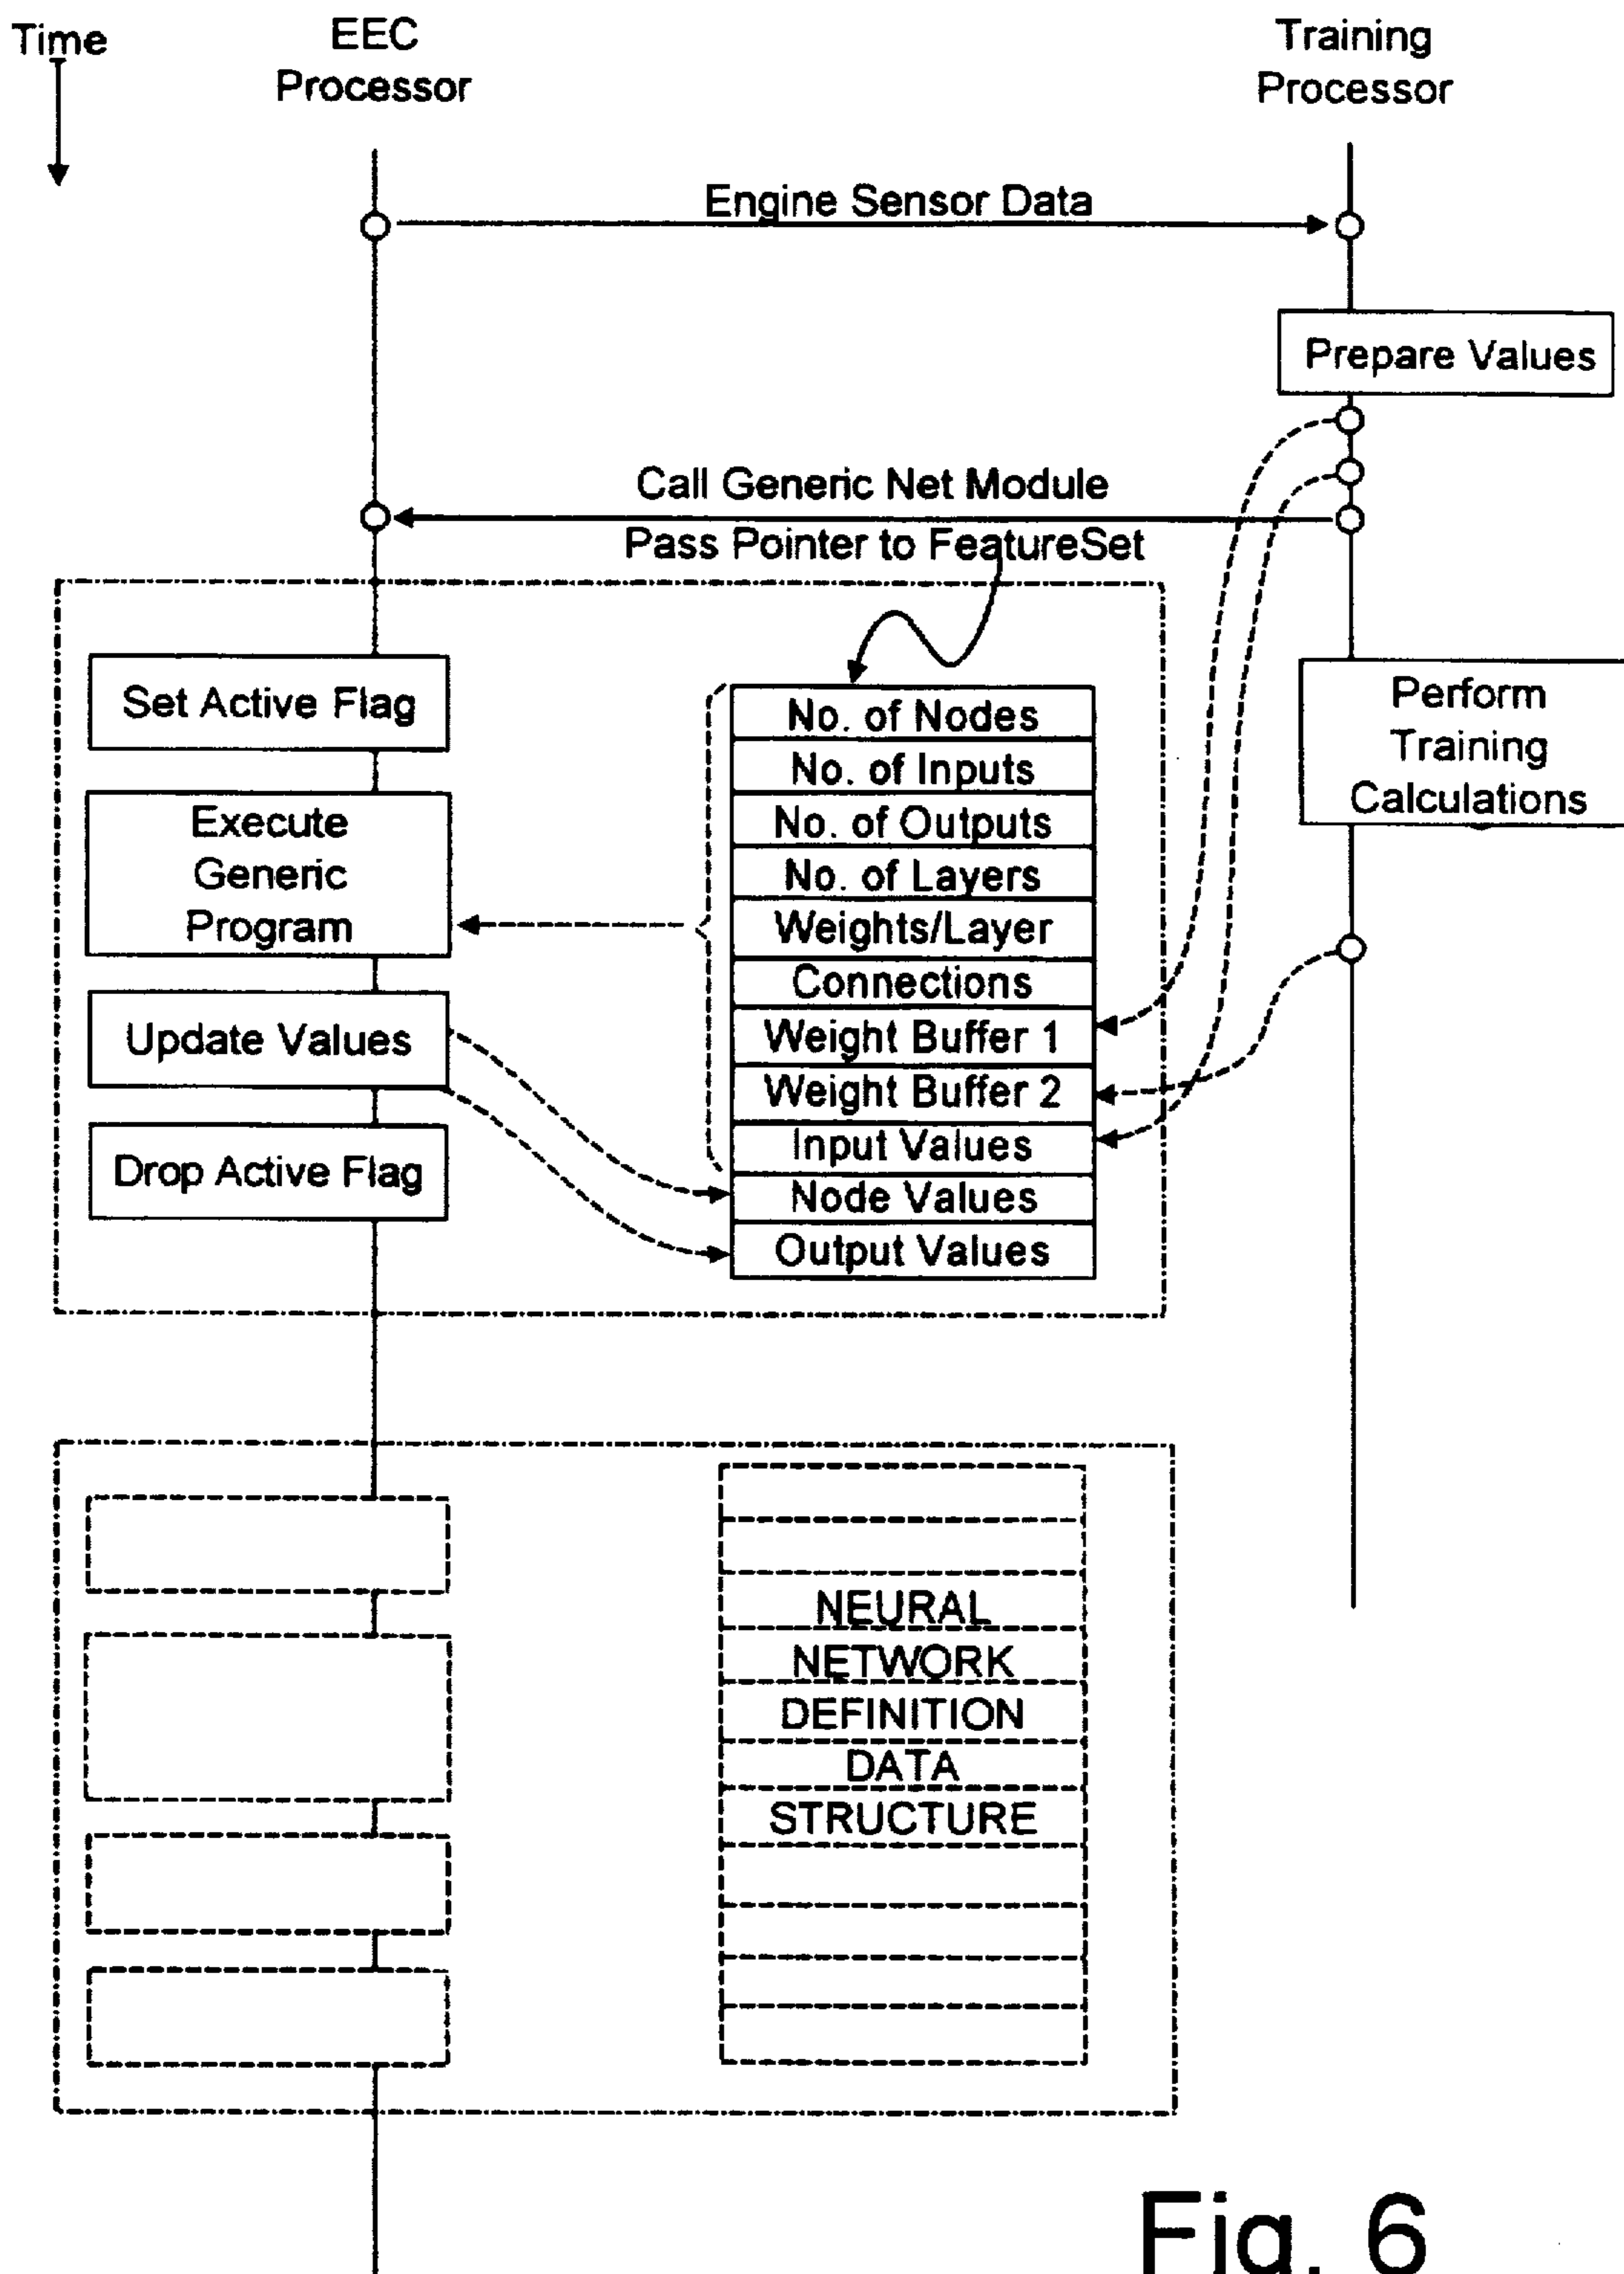 Time
EEC
Processor
Training
Processor
Engine Sensor Data
Prepare Values
Call Generic Net Module
Pass Pointer to FeatureSet
Set Active Flag
Execute
Generic
Program
Update Values
Drop Active Flag
No. of Nodes
No. of Inputs
No. of Outputs
No. of Layers
Weights/Layer
Connections
Weight Buffer 1
Weight Buffer 2
Input Values
Node Values
Output Values
Perform
Training
Calculations
NEURAL
NETWORK
DEFINITION
DATA
STRUCTURE
Fig. 6